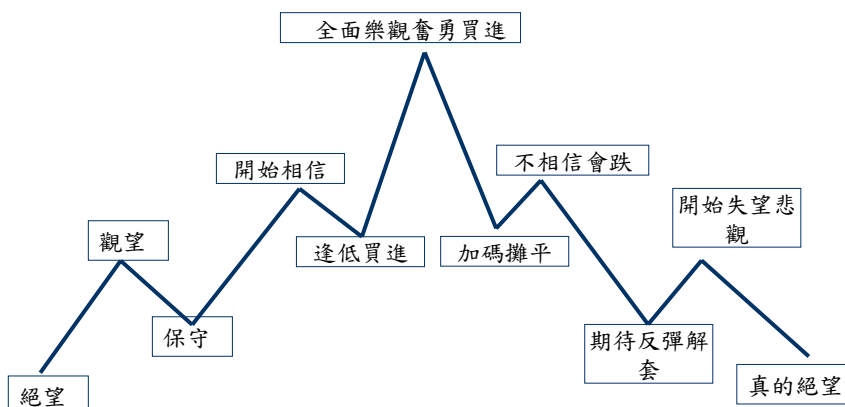 全面樂觀奮勇買進
開始相信
不相信會跌
開始失望悲
觀
觀望
逢低買進
加碼攤平
保守
期待反彈解
套
絕望
真的絕望